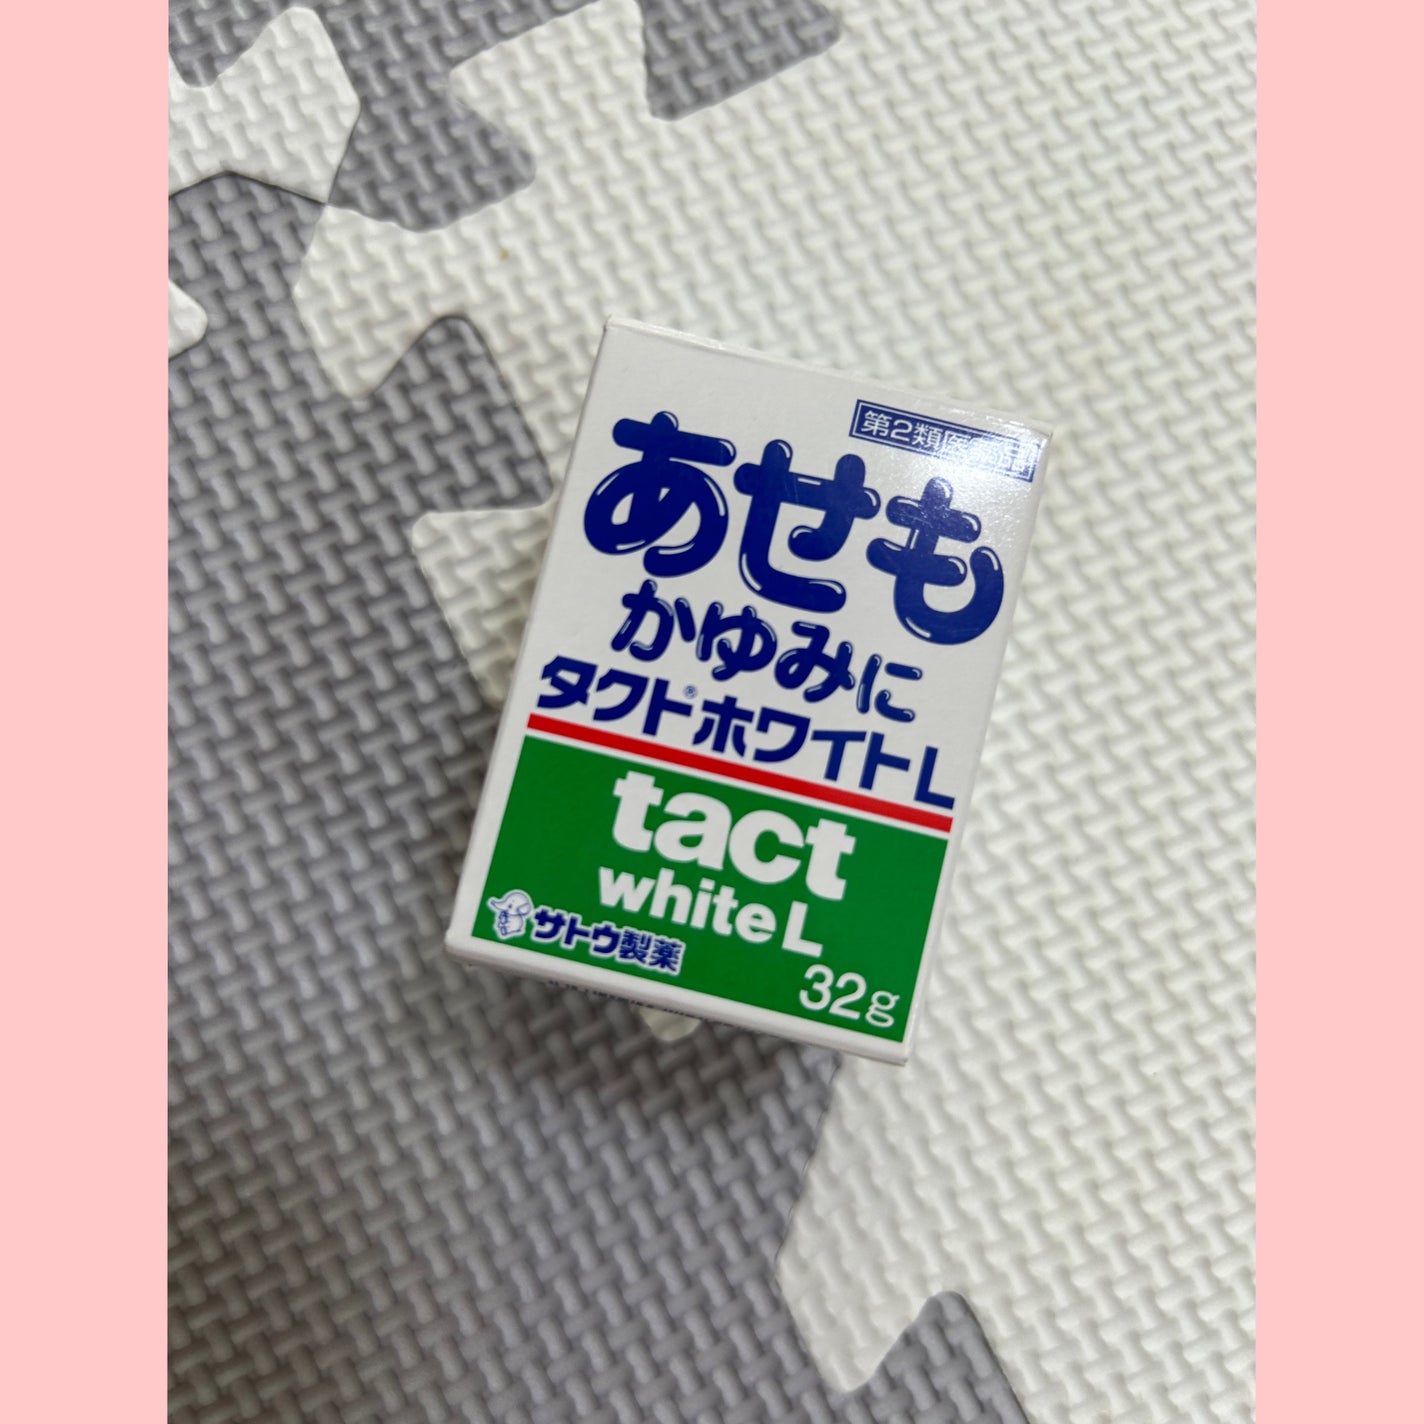 第2類医薬品
あせも
かゆみに
タクト®ホワイトL
tact
white L
サトウ製薬
32g